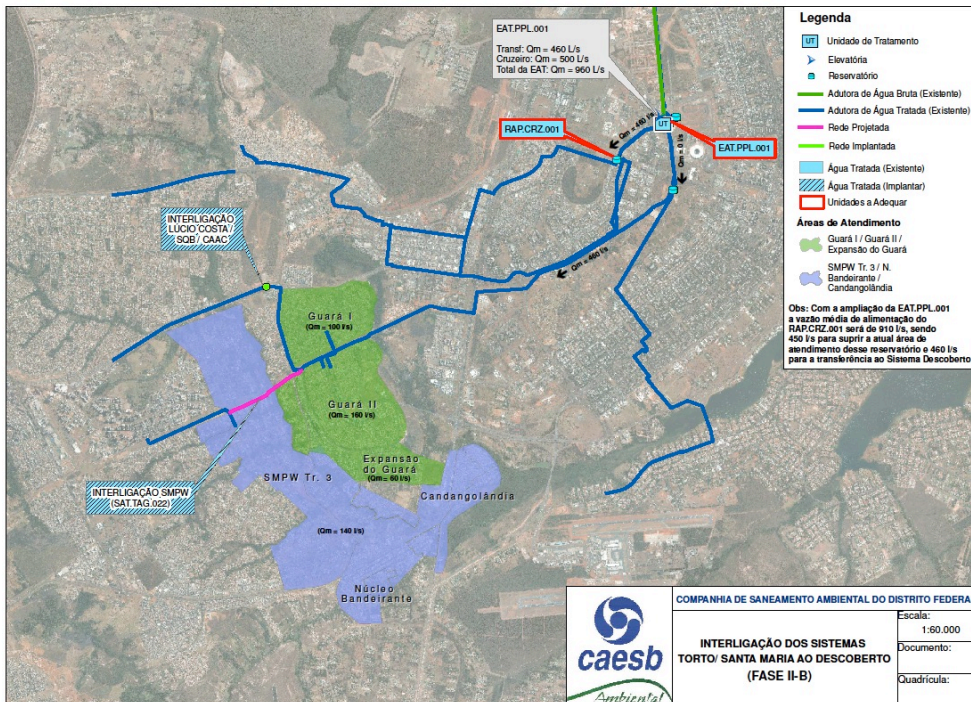 EAT.PPL.001
Transf: Qm = 460 L/s
Cruzeiro: Qm = 500 L/s
Total da EAT: Qm = 960 L/s
RAP.CRZ.001
Qm = 460 L/s
UT
EAT.PPL.001
Qm = 0 L/s
Qm = 460 L/s
INTERLIGAÇÃO
LÚCIO COSTA /
SQB / CAAC
Guará I
(Qm = 100 l/s)
Guará II
(Qm = 160 l/s)
Expansão
do Guará
(Qm = 60 l/s)
SMPW Tr. 3
Candangolândia
INTERLIGAÇÃO SMPW
(SAT.TAG.022)
(Qm = 140 l/s)
Núcleo
Bandeirante
Legenda
UT Unidade de Tratamento
Elevatória
Reservatório
Adutora de Água Bruta (Existente)
Adutora de Água Tratada (Existente)
Rede Projetada
Rede Implantada
Água Tratada (Existente)
Água Tratada (Implantar)
Unidades a Adequar
Áreas de Atendimento
Guará I / Guará II /
Expansão do Guará
SMPW Tr. 3 / N.
Bandeirante /
Candangolândia
Obs: Com a ampliação da EAT.PPL.001
a vazão média de alimentação do
RAP.CRZ.001 será de 910 l/s, sendo
450 l/s para suprir a atual área de
atendimento desse reservatório e 460 l/s
para a transferência ao Sistema Descoberto
caesb
Ambiental
COMPANHIA DE SANEAMENTO AMBIENTAL DO DISTRITO FEDERA
INTERLIGAÇÃO DOS SISTEMAS
TORTO/ SANTA MARIA AO DESCOBERTO
(FASE II-B)
Escala:
1:60.000
Documento:
Quadrícula: